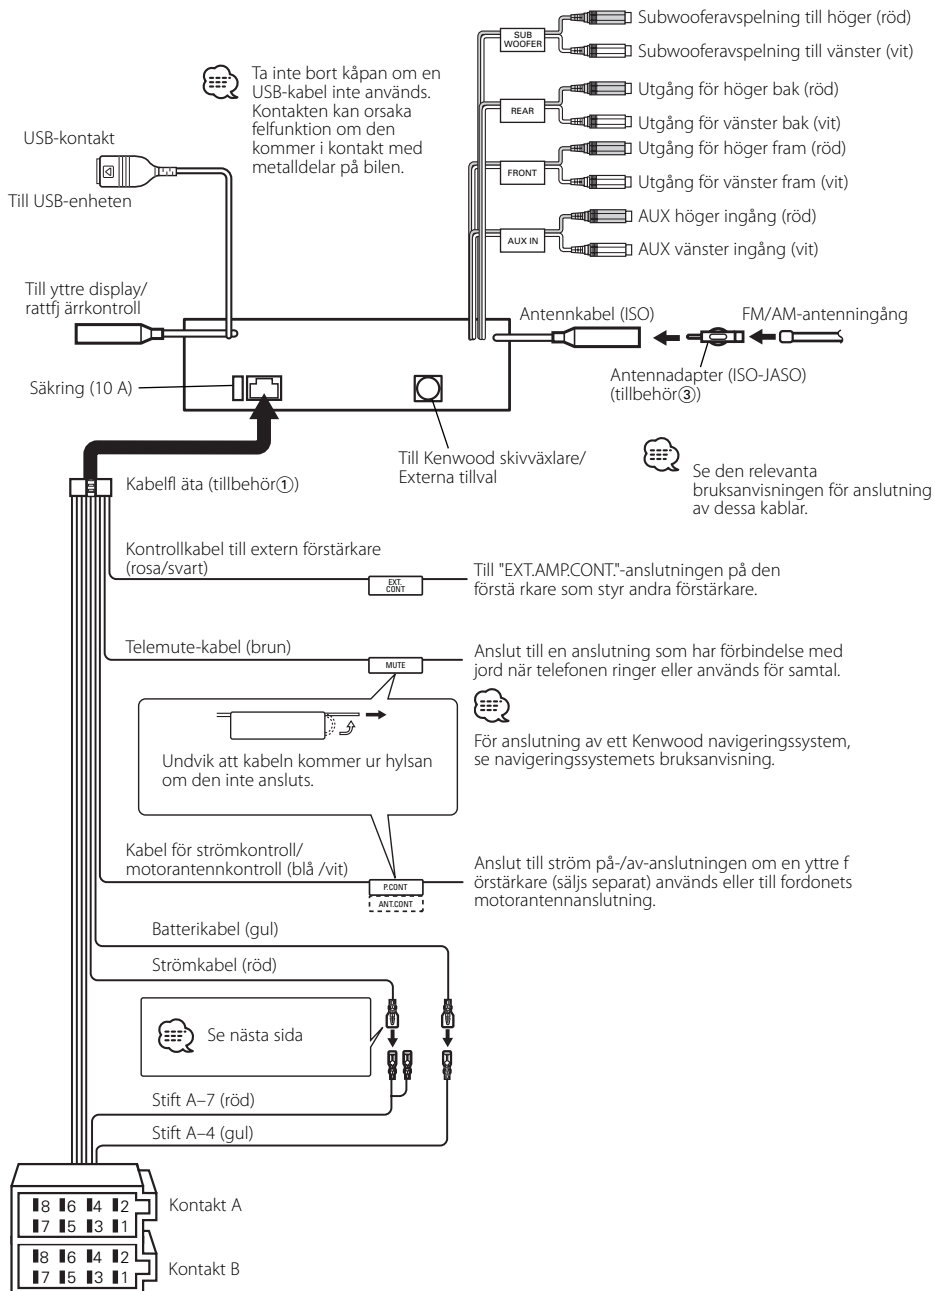 Subwooferavspelning till höger (röd)
SUB
WOOFER
Subwooferavspelning till vänster (vit)
Ta inte bort kåpan om en
USB-kabel inte används.
Kontakten kan orsaka
felfunktion om den
kommer i kontakt med
metalldelar på bilen.
Utgång för höger bak (röd)
REAR
Utgång för vänster bak (vit)
USB-kontakt
Utgång för höger fram (röd)
FRONT
Utgång för vänster fram (vit)
Till USB-enheten
AUX höger ingång (röd)
AUX IN
AUX vänster ingång (vit)
Till yttre display/
rattfj ärrkontroll
Antennkabel (ISO)
FM/AM-antenningång
Säkring (10 A)
Antennadapter (ISO-JASO)
(tillbehör③)
Till Kenwood skivväxlare/
Externa tillval
Se den relevanta
bruksanvisningen för anslutning
av dessa kablar.
Kabelfl äta (tillbehör①)
Kontrollkabel till extern förstärkare
(rosa/svart)
EXT.
CONT
Till "EXT.AMP.CONT."-anslutningen på den
förstä rkare som styr andra förstärkare.
Telemute-kabel (brun)
MUTE
Anslut till en anslutning som har förbindelse med
jord när telefonen ringer eller används för samtal.
Undvik att kabeln kommer ur hylsan
om den inte ansluts.
För anslutning av ett Kenwood navigeringssystem,
se navigeringssystemets bruksanvisning.
Kabel för strömkontroll/
motorantennkontroll (blå /vit)
P.CONT
ANT.CONT
Anslut till ström på-/av-anslutningen om en yttre f
örstärkare (säljs separat) används eller till fordonets
motorantennanslutning.
Batterikabel (gul)
Strömkabel (röd)
Se nästa sida
Stift A–7 (röd)
Stift A–4 (gul)
8 6 4 2
7 5 3 1
Kontakt A
8 6 4 2
7 5 3 1
Kontakt B